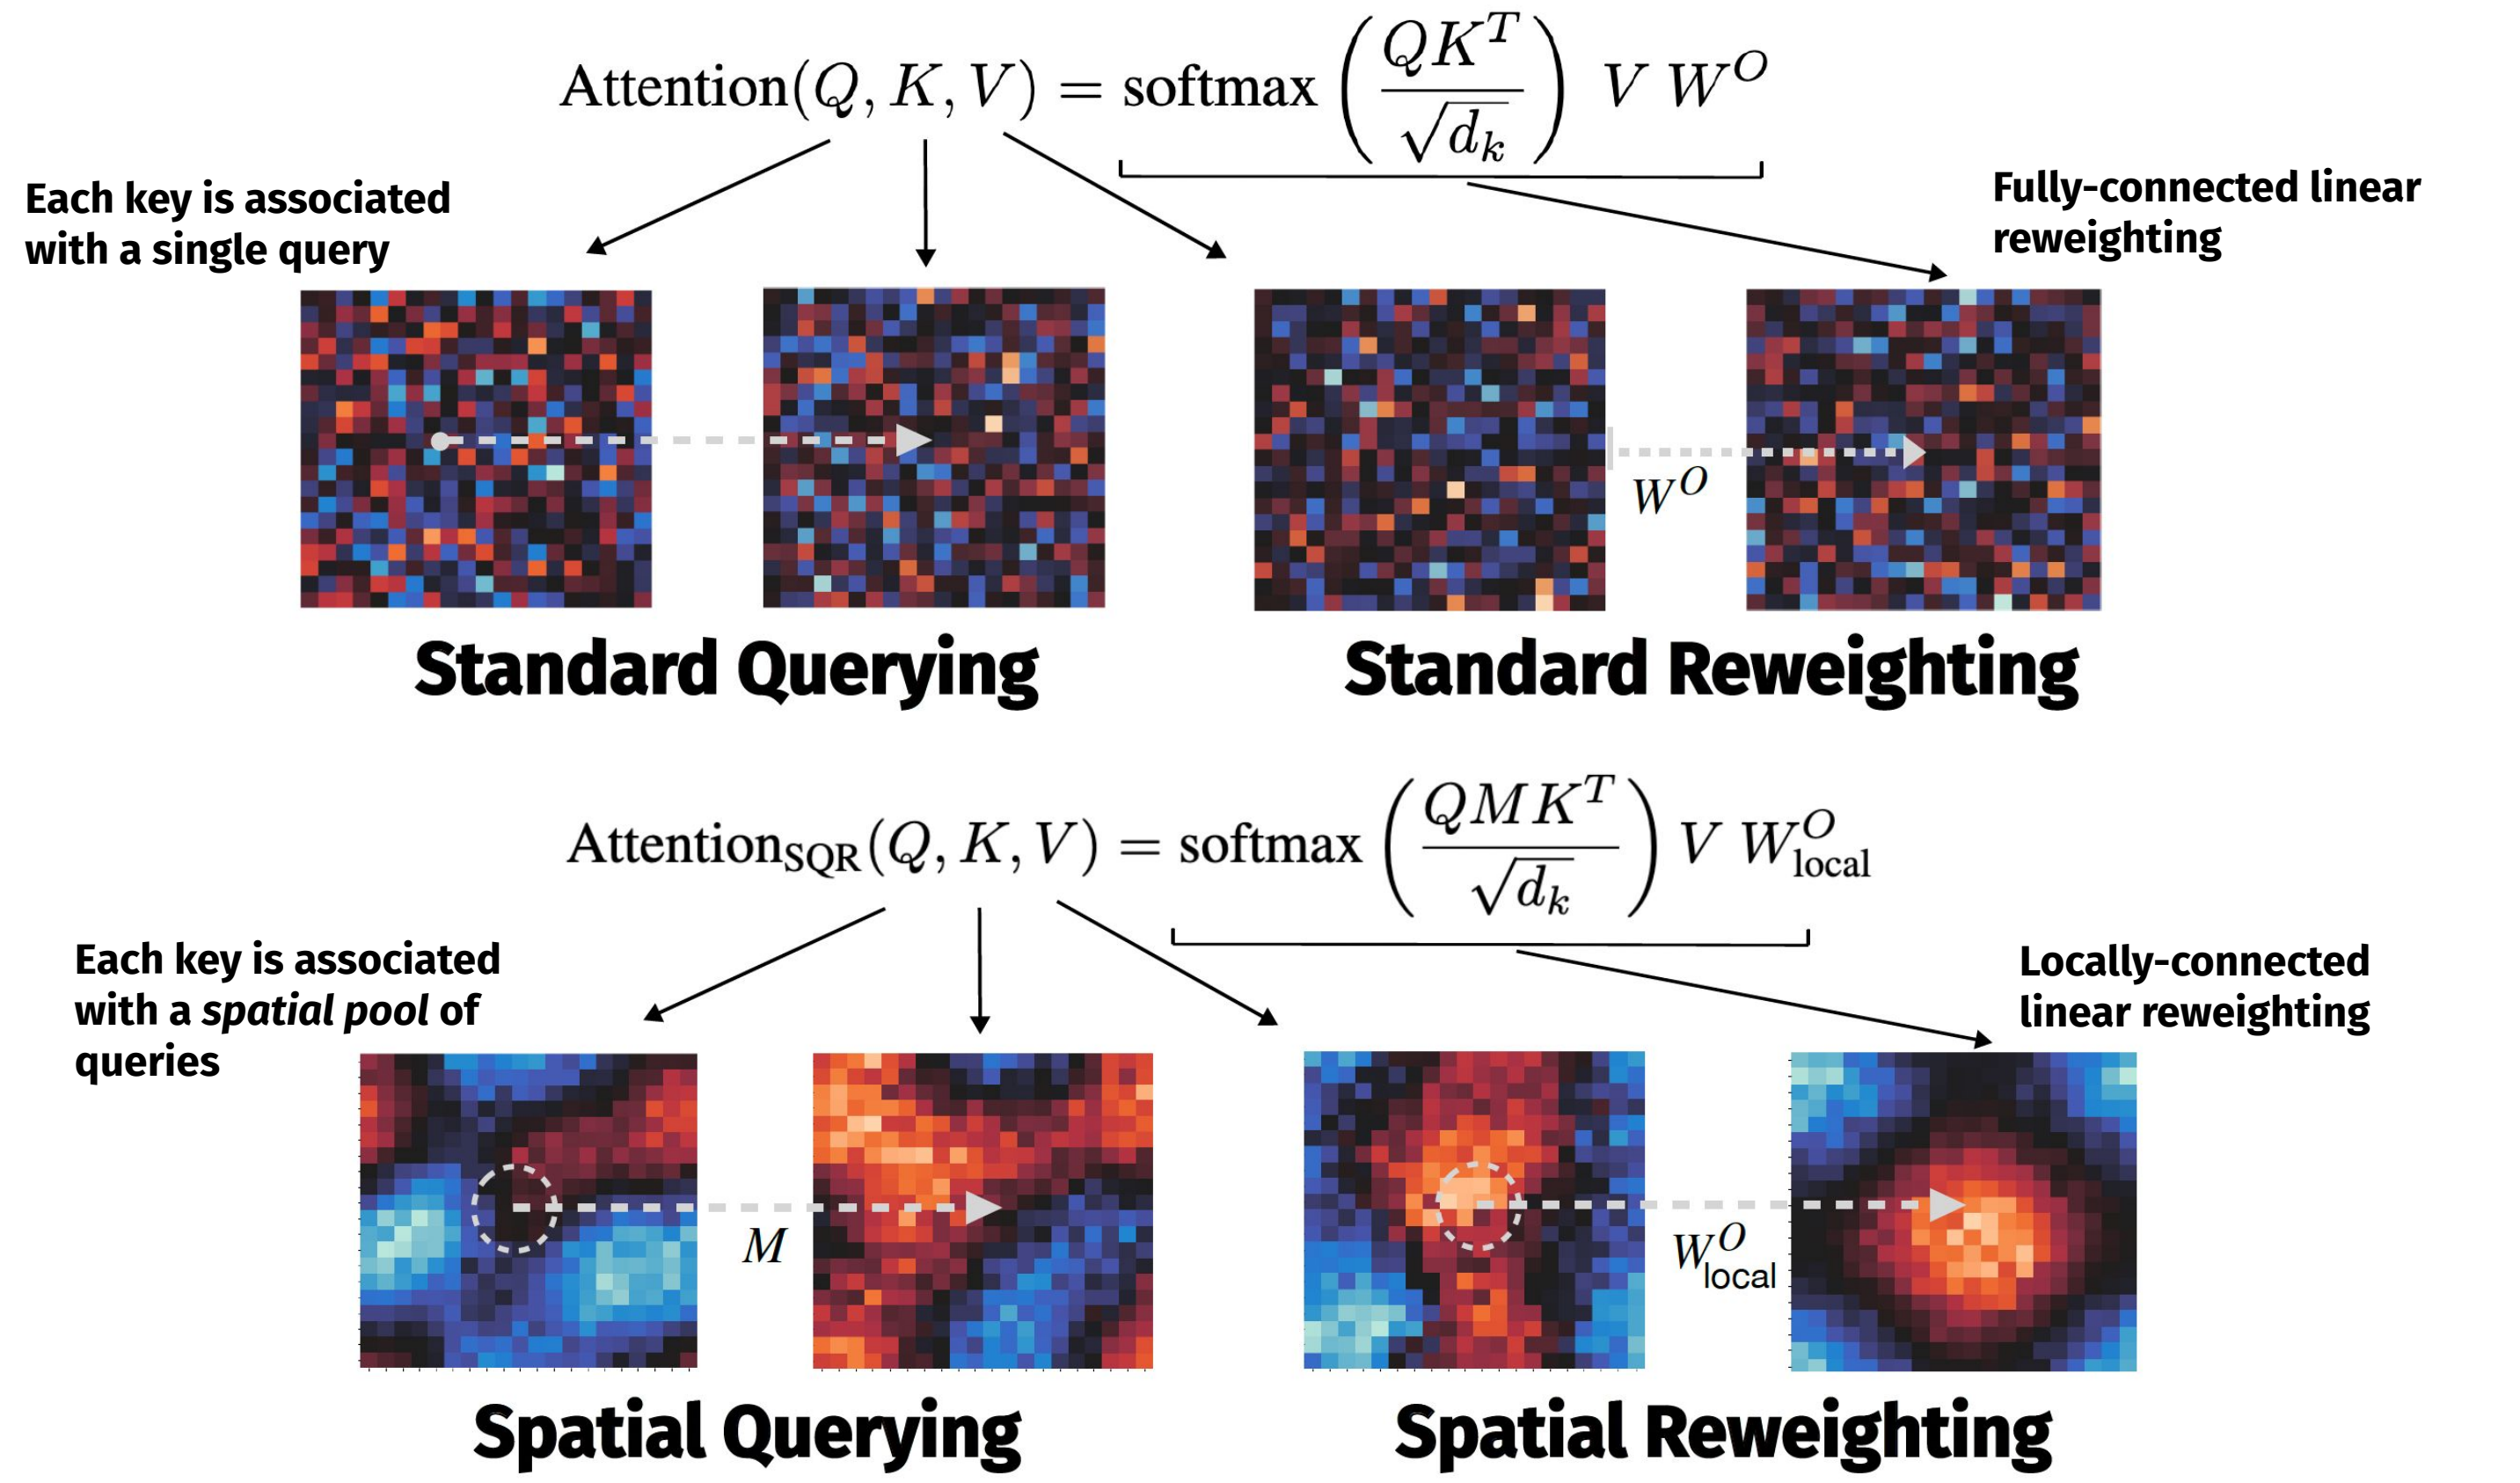 Attention(Q, K, V) = softmax (QK^T / √d_k) V W^O
Each key is associated
with a single query
Fully-connected linear
reweighting
W^O
Standard Querying
Standard Reweighting
Attention_SQR(Q, K, V) = softmax (QMK^T / √d_k) V W^O_local
Each key is associated
with a spatial pool of
queries
Locally-connected
linear reweighting
M
W^O_local
Spatial Querying
Spatial Reweighting